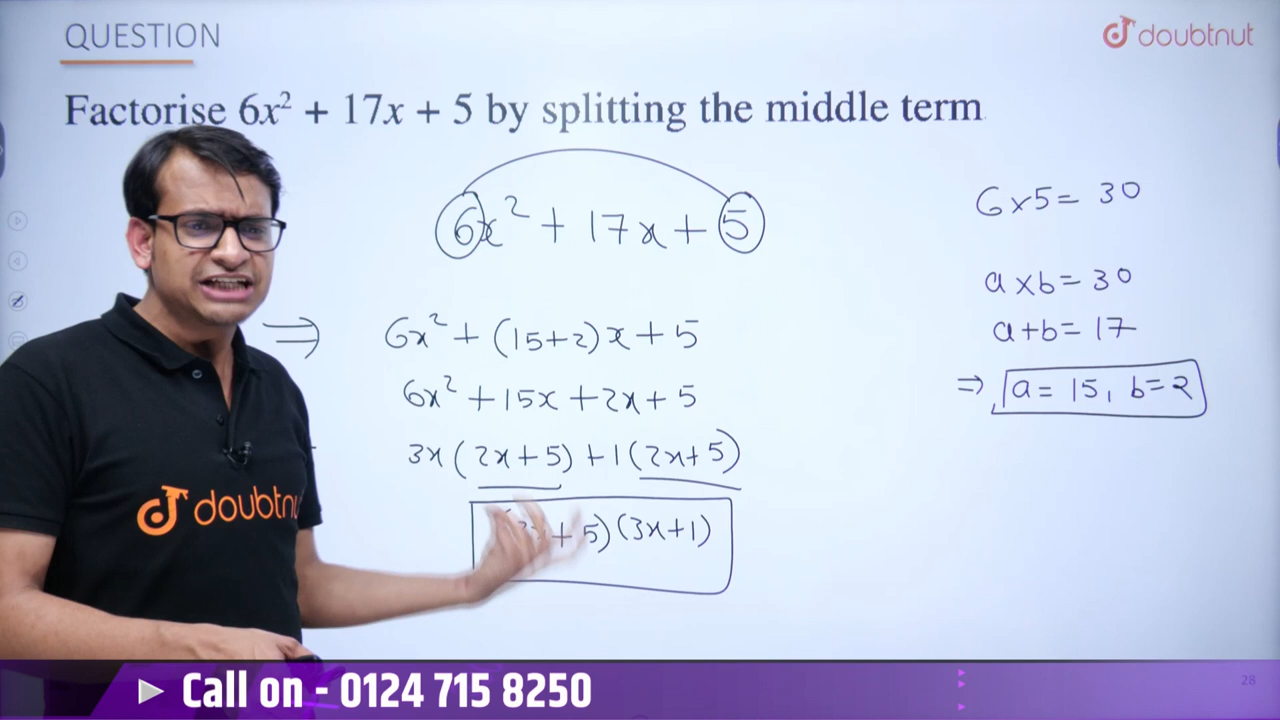 QUESTION
doubtnut
Factorise 6x² + 17x + 5 by splitting the middle term
6x² + 17x + 5
6×5= 30
a×b= 30
a+b= 17
⇒ a= 15, b=2
⇒ 6x² + (15+2)x + 5
6x² + 15x + 2x + 5
3x(2x+5) + 1(2x+5)
+ 5)(3x+1)
doubtnu
Call on - 0124 715 8250
28